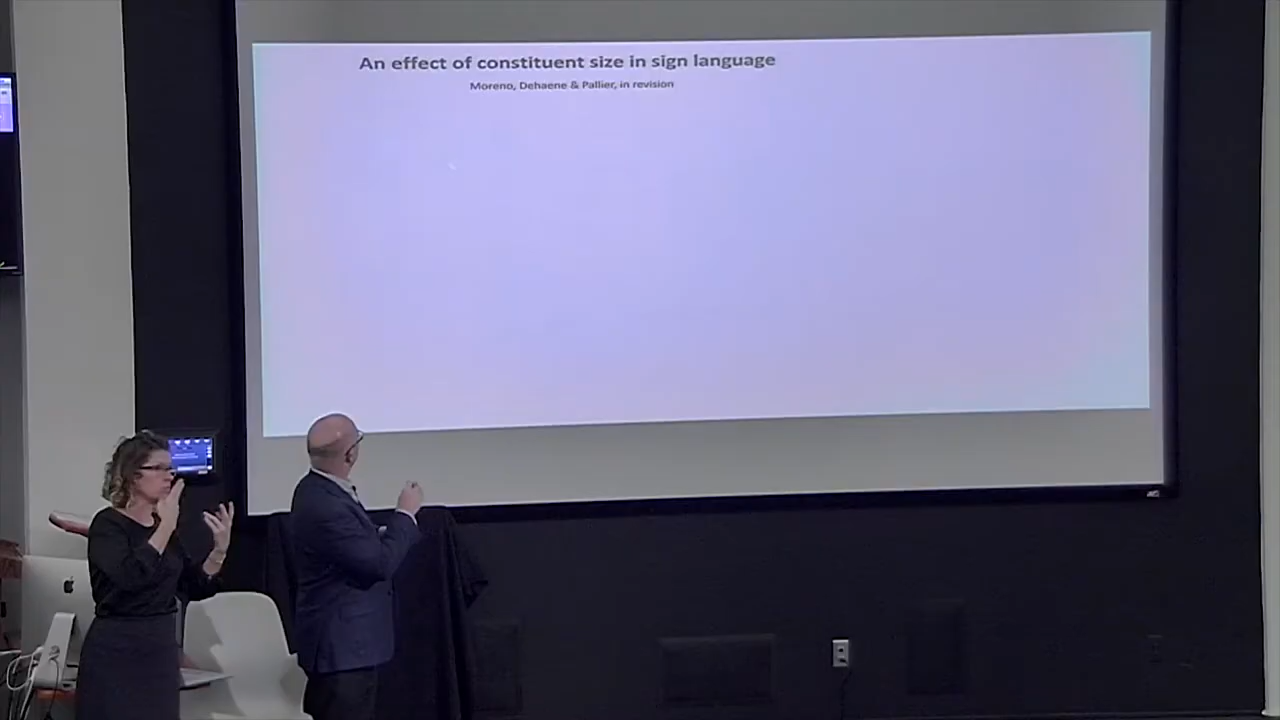 An effect of constituent size in sign language
Moreno, Dehaene & Pallier, in revision